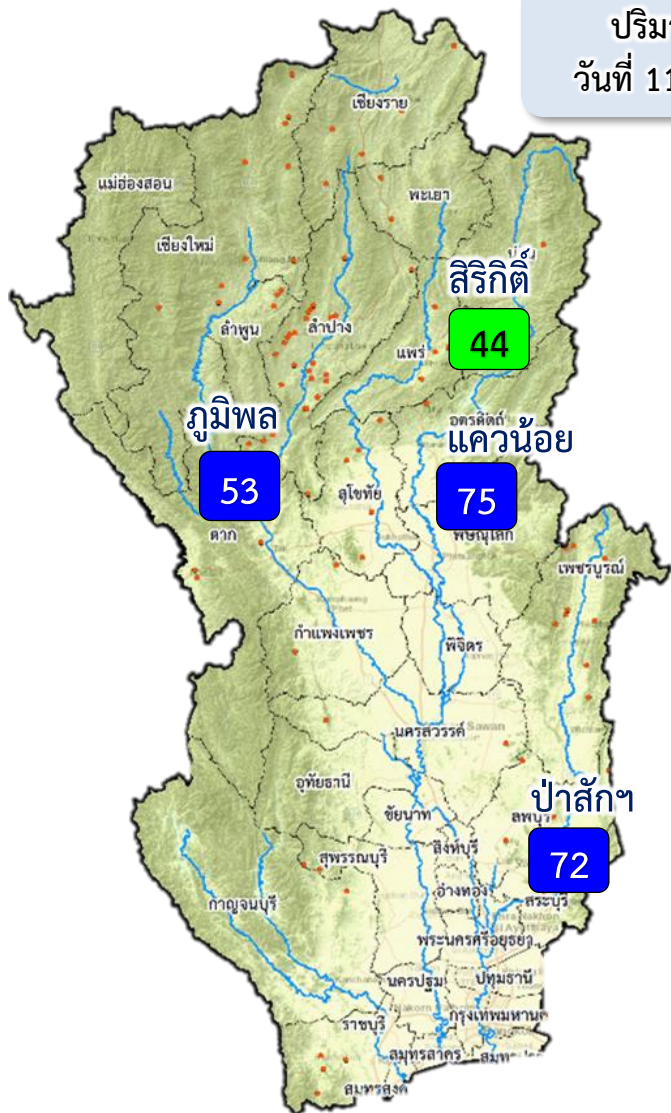 ปริมา
วันที่ 11
เชียงราย
แม่ฮ่องสอน
พะเยา
เชียงใหม่
น่าน
สิริกิติ์
44
ลำพูน
ลำปาง
แพร่
ภูมิพล
53
อุตรดิตถ์
แควน้อย
75
สุโขทัย
ตาก
พิษณุโลก
เพชรบูรณ์
กำแพงเพชร
พิจิตร
นครสวรรค์
อุทัยธานี
ป่าสักฯ
72
ชัยนาท
ลพบุรี
สิงห์บุรี
สุพรรณบุรี
อ่างทอง
สระบุรี
กาญจนบุรี
พระนครศรีอยุธยา
นครปฐม
ปทุมธานี
ราชบุรี
กรุงเทพมหานค
สมุทรสาคร
สมุทรสงค